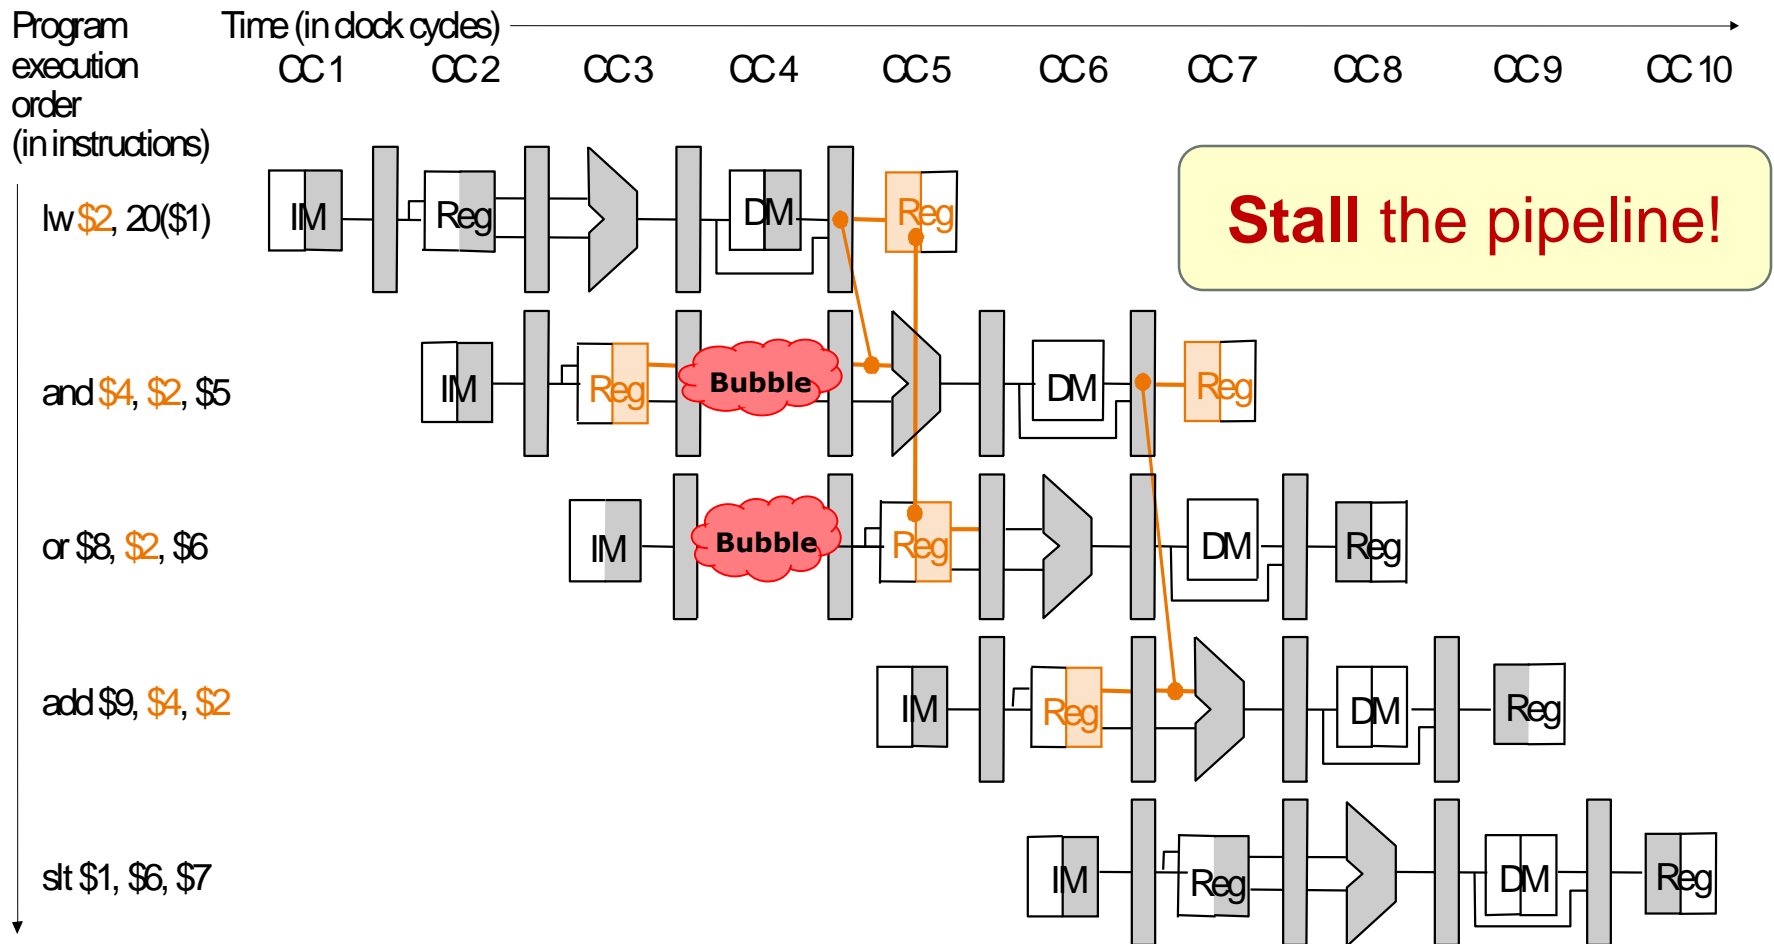 Program
execution
order
(in instructions)
Time (in clock cycles)
CC 1 CC 2 CC 3 CC 4 CC 5 CC 6 CC 7 CC 8 CC 9 CC 10
Stall the pipeline!
lw $2, 20($1)
IM Reg DM Reg
and $4, $2, $5
IM Reg Bubble DM Reg
or $8, $2, $6
IM Bubble Reg DM Reg
add $9, $4, $2
IM Reg DM Reg
slt $1, $6, $7
IM Reg DM Reg